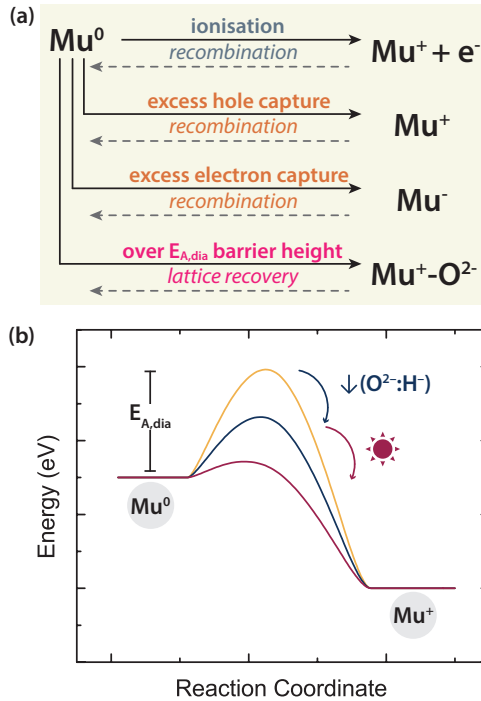 (a)
Mu⁰
ionisation
recombination
Mu⁺ + e⁻
excess hole capture
recombination
Mu⁺
excess electron capture
recombination
Mu⁻
over E_A,dia barrier height
lattice recovery
Mu⁺-O²⁻
(b)
↓(O²⁻:H⁻)
E_A,dia
Energy (eV)
Mu⁰
Mu⁺
Reaction Coordinate